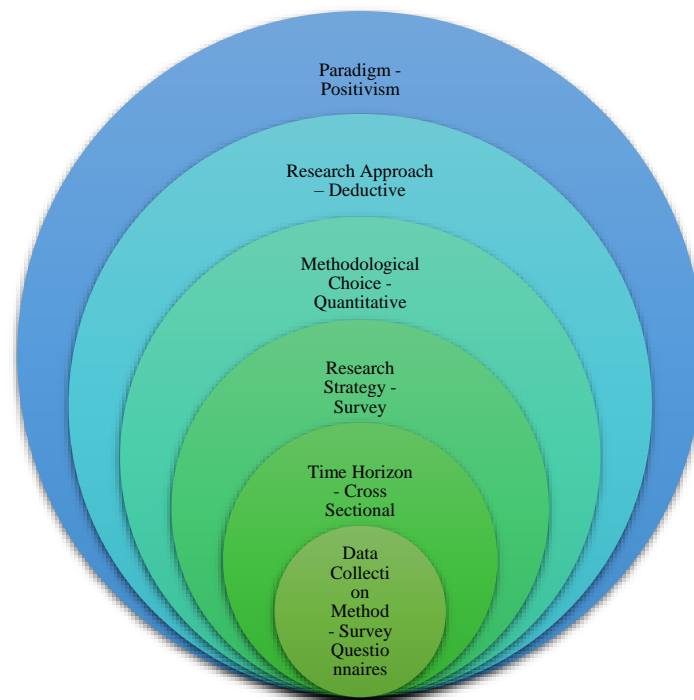 Paradigm -
Positivism
Research Approach
– Deductive
Methodological
Choice -
Quantitative
Research
Strategy -
Survey
Time Horizon
- Cross
Sectional
Data
Collecti
on
Method
- Survey
Questio
nnaires